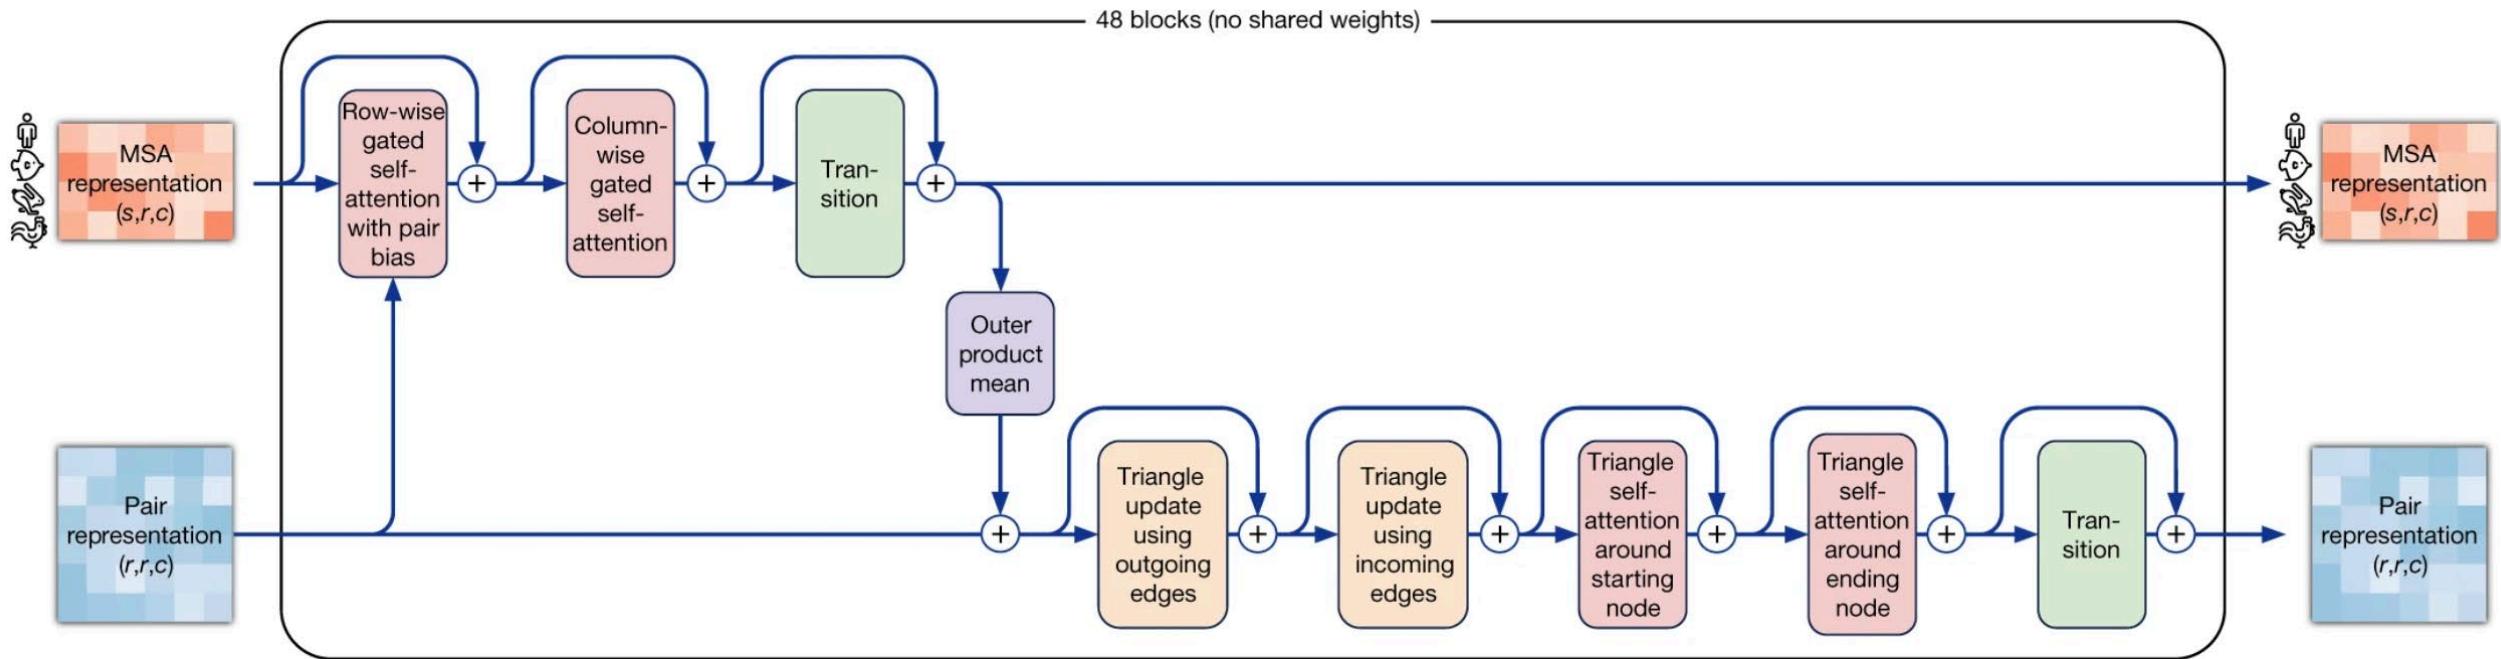 48 blocks (no shared weights)
MSA
representation
(s,r,c)
Row-wise
gated
self-
attention
with pair
bias
Column-
wise
gated
self-
attention
Tran-
sition
MSA
representation
(s,r,c)
Outer
product
mean
Pair
representation
(r,r,c)
Triangle
update
using
outgoing
edges
Triangle
update
using
incoming
edges
Triangle
self-
attention
around
starting
node
Triangle
self-
attention
around
ending
node
Tran-
sition
Pair
representation
(r,r,c)